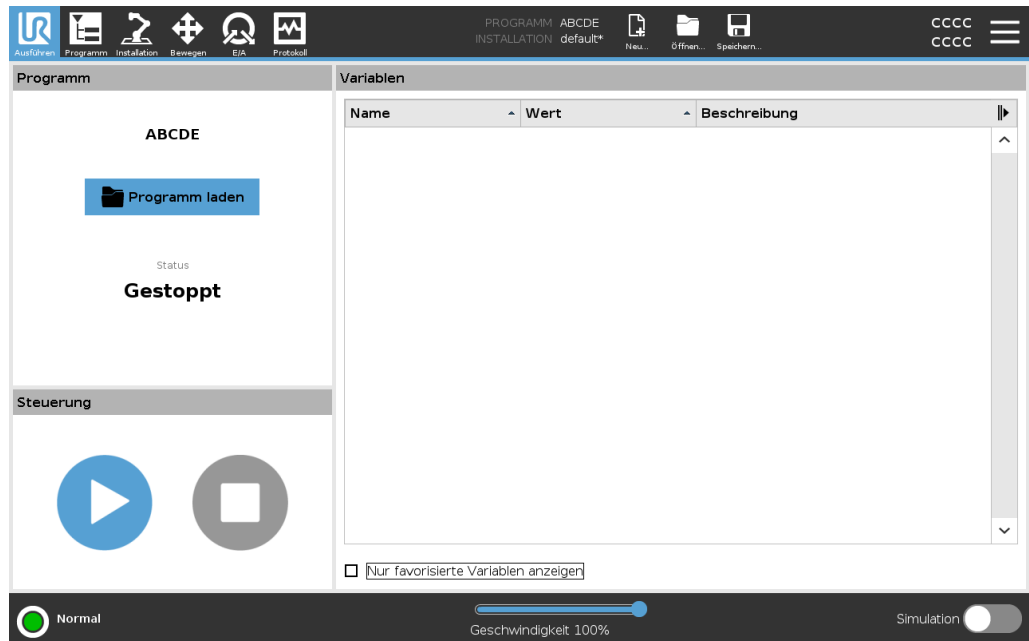 UR
Ausführen
Programm
Installation
Bewegen
E/A
Protokoll
PROGRAMM ABCDE
INSTALLATION default*
Neu...
Öffnen...
Speichern...
CCCC
CCCC
Programm
ABCDE
Programm laden
Status
Gestoppt
Steuerung
Variablen
Name
Wert
Beschreibung
Nur favorisierte Variablen anzeigen
Normal
Geschwindigkeit 100%
Simulation